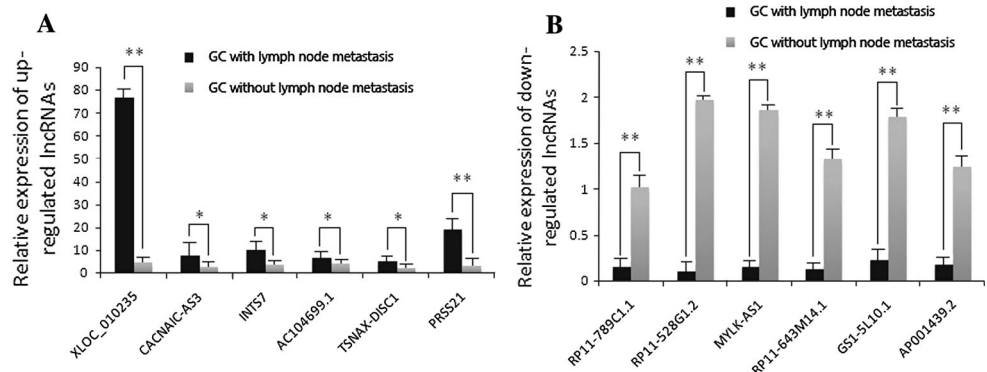 A
Relative expression of up-
regulated lncRNAs
GC with lymph node metastasis
GC without lymph node metastasis
90
80
70
60
50
40
30
20
10
0
**
*
*
*
*
**
XLOC_010235
CACNAIC-AS3
INTS7
AC104699.1
TSNAX-DISC1
PRSS21
B
Relative expression of down-
regulated lncRNAs
GC with lymph node metastasis
GC without lymph node metastasis
2.5
2
1.5
1
0.5
0
**
**
**
**
**
**
RP11-789C1.1
RP11-528G1.2
MYLK-AS1
RP11-643M14.1
GS1-5L10.1
AP001439.2